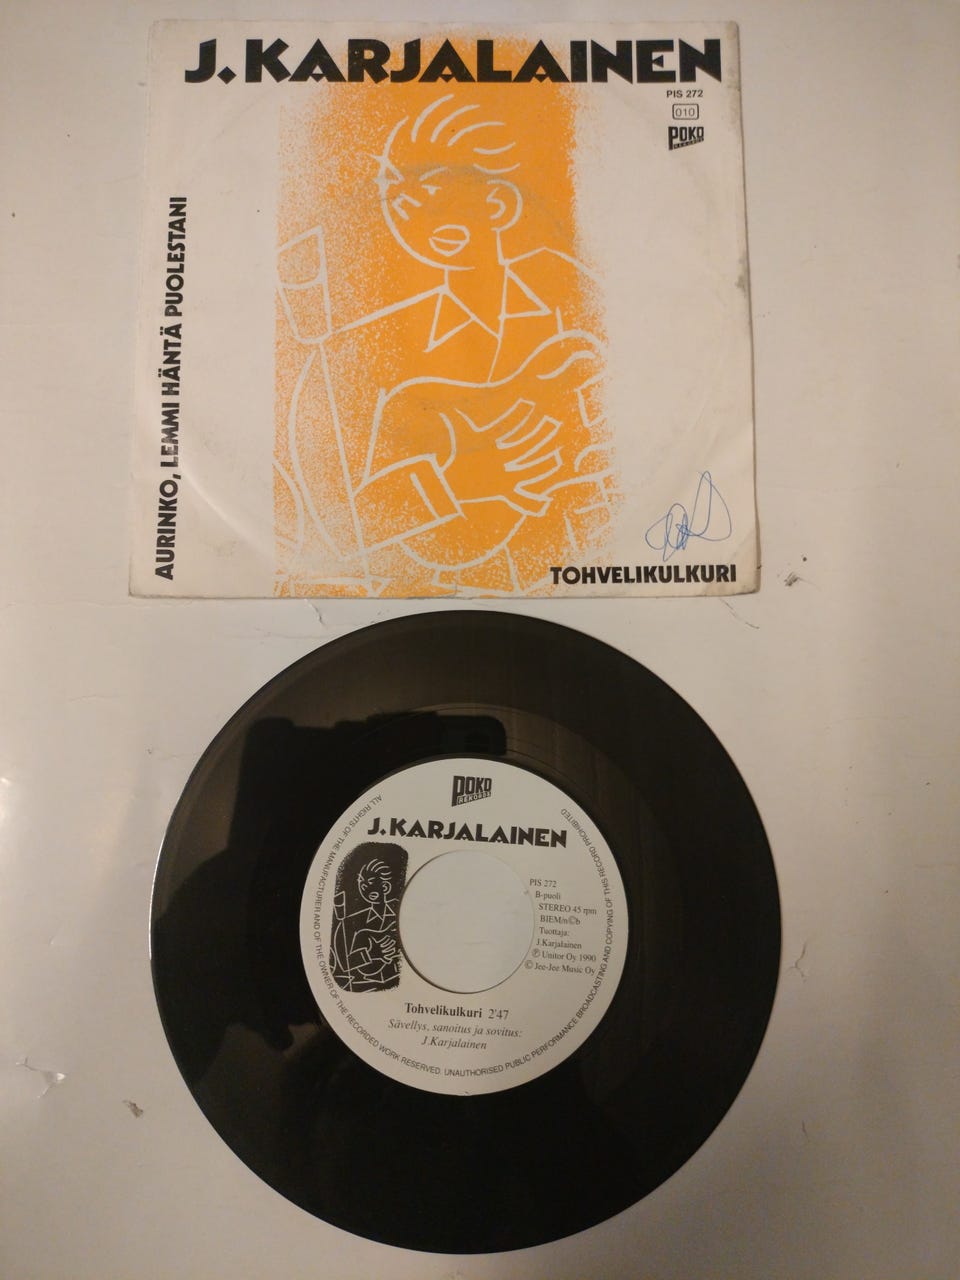 J. KARJALAINEN
PIS 272
010
POKO
REKORDS
AURINKO, LEMMI HÄNTÄ PUOLESTANI
TOHVELIKULKURI
POKO
REKORDS
J. KARJALAINEN
PIS 272
B-puoli
STEREO 45 rpm
BIEM/n©b
Tuottaja:
J.Karjalainen
℗ Unitor Oy 1990
© Jee-Jee Music Oy
Tohvelikulkuri 2'47
Sävellys, sanoitus ja sovitus:
J.Karjalainen
ALL RIGHTS OF THE MANUFACTURER AND OF THE OWNER OF THE RECORDED WORK RESERVED. UNAUTHORISED PUBLIC PERFORMANCE BROADCASTING AND COPYING OF THIS RECORD PROHIBITED